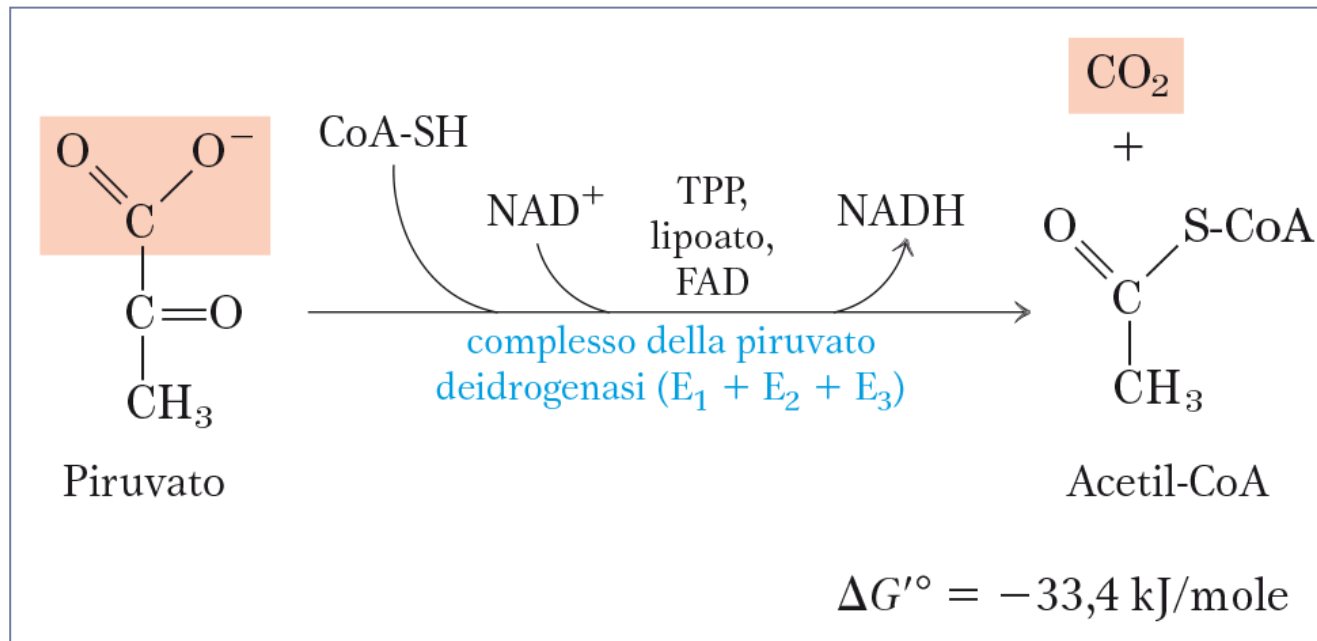 O O⁻
C
C=O
CH₃
Piruvato
CoA-SH
NAD⁺
TPP,
lipoato,
FAD
NADH
complesso della piruvato
deidrogenasi (E₁ + E₂ + E₃)
CO₂
+
O S-CoA
C
CH₃
Acetil-CoA
ΔG′° = −33,4 kJ/mole